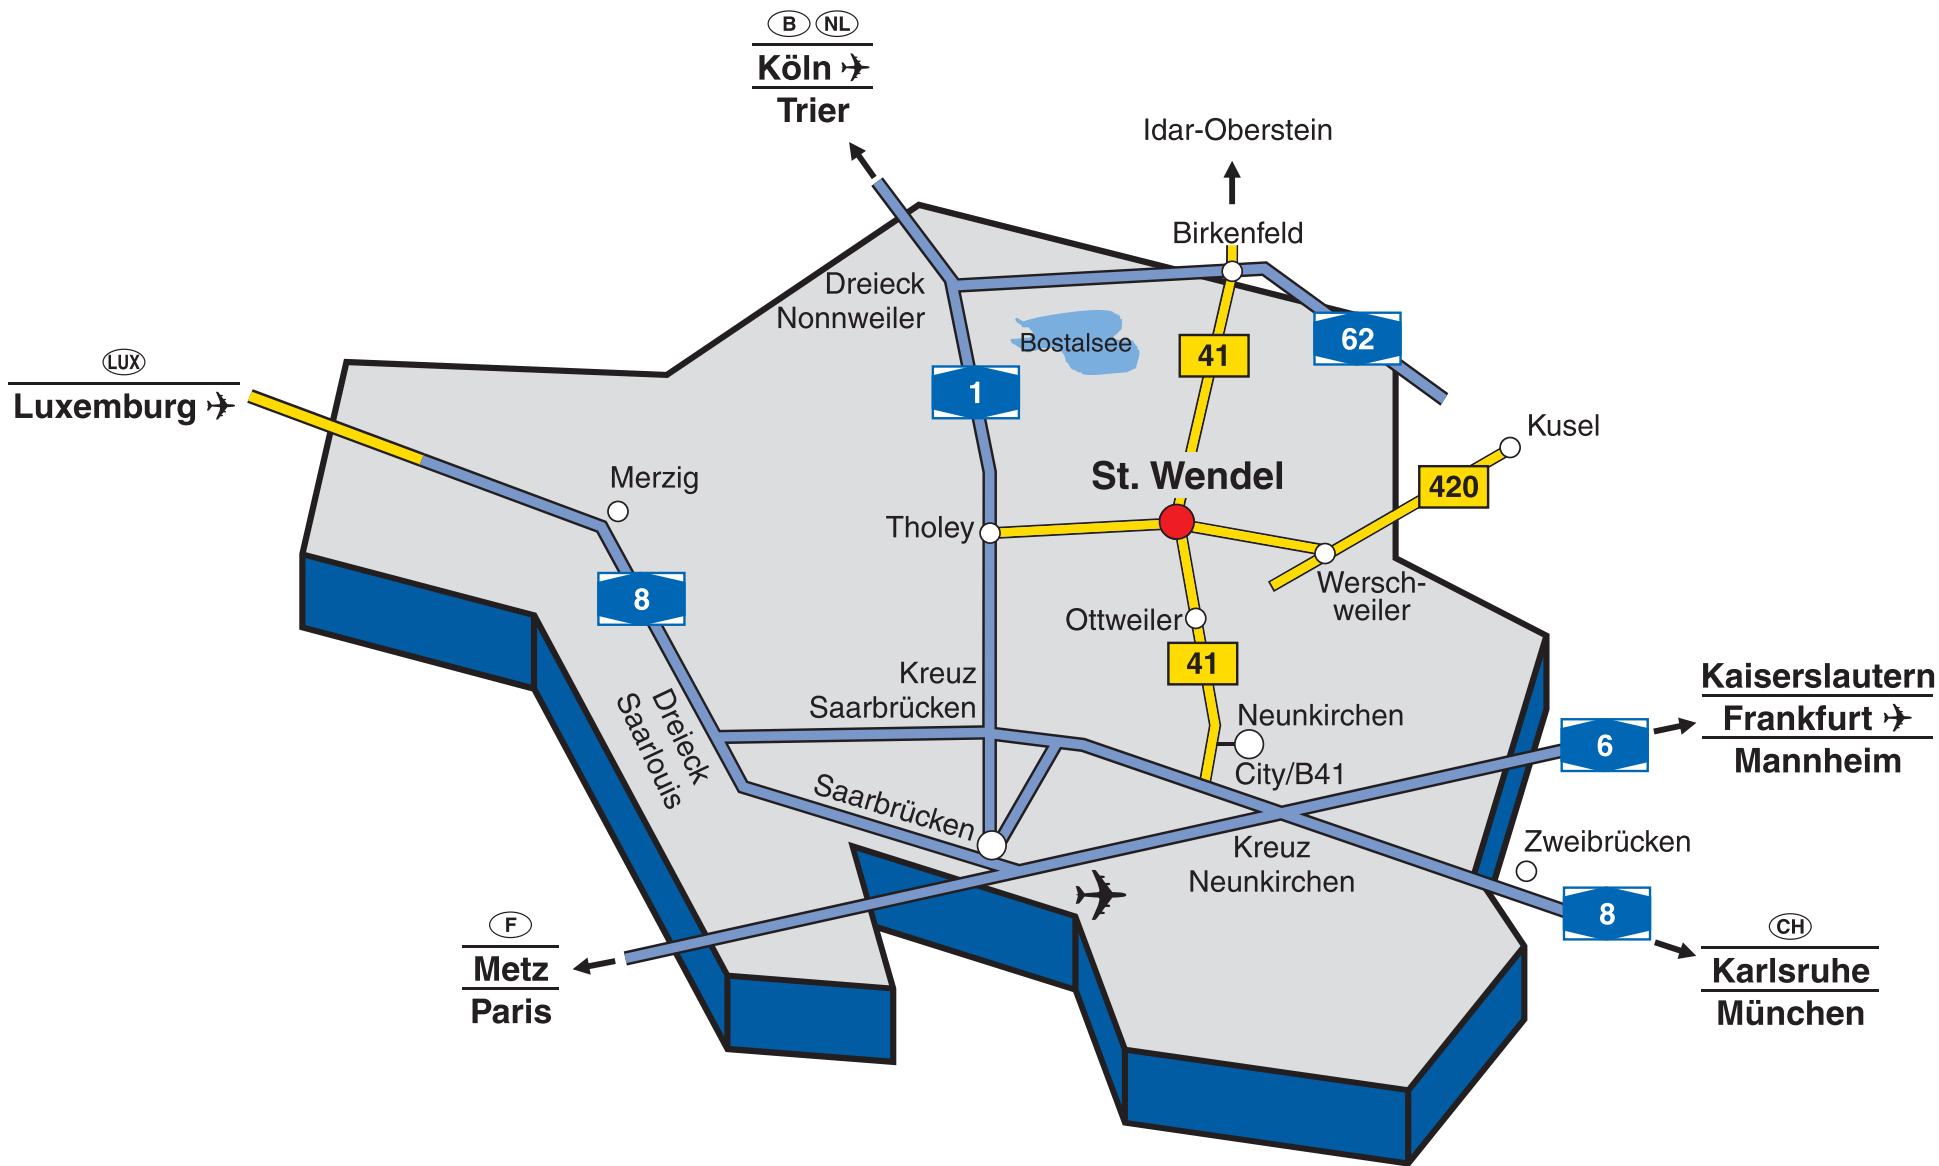 B NL
Köln
Trier
Idar-Oberstein
Birkenfeld
Dreieck
Nonnweiler
Bostalsee
62
41
LUX
Luxemburg
1
Kusel
Merzig
St. Wendel
420
Tholey
8
Wersch-
weiler
Ottweiler
41
Kreuz
Saarbrücken
Dreieck
Saarlouis
Neunkirchen
City/B41
Kaiserslautern
Frankfurt
Mannheim
6
Saarbrücken
Kreuz
Neunkirchen
Zweibrücken
8
F
Metz
Paris
CH
Karlsruhe
München